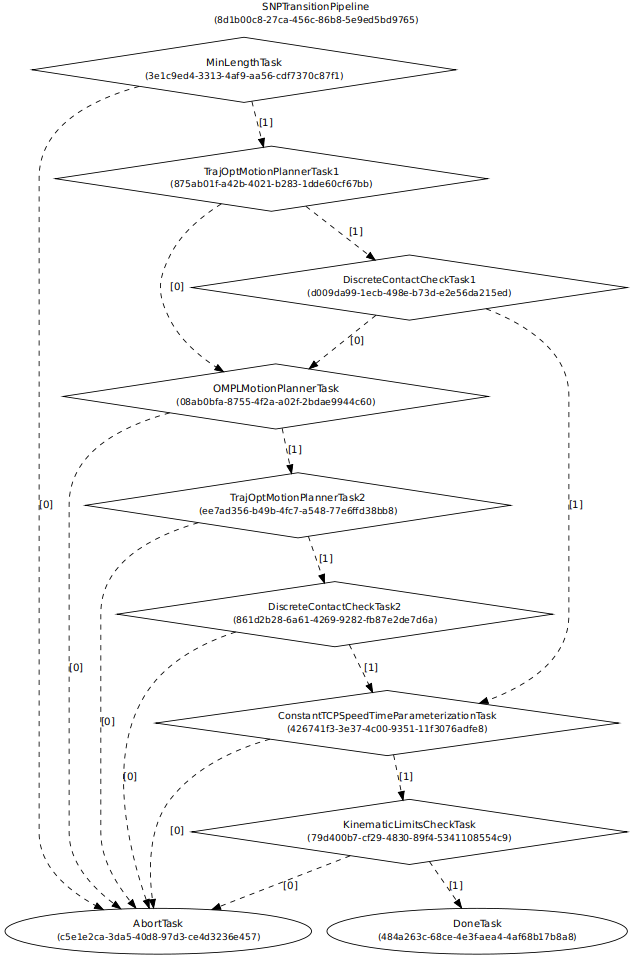 SNPTransitionPipeline
(8d1b00c8-27ca-456c-86b8-5e9ed5bd9765)
MinLengthTask
(3e1c9ed4-3313-4af9-aa56-cdf7370c87f1)
[1]
TrajOptMotionPlannerTask1
(875ab01f-a42b-4021-b283-1dde60cf67bb)
[1]
DiscreteContactCheckTask1
(d009da99-1ecb-498e-b73d-e2e56da215ed)
[0]
[0]
OMPLMotionPlannerTask
(08ab0bfa-8755-4f2a-a02f-2bdae9944c60)
[1]
TrajOptMotionPlannerTask2
(ee7ad356-b49b-4fc7-a548-77e6ffd38bb8)
[0]
[1]
[1]
DiscreteContactCheckTask2
(861d2b28-6a61-4269-9282-fb87e2de7d6a)
[0]
[1]
ConstantTCPSpeedTimeParameterizationTask
(426741f3-3e37-4c00-9351-11f3076adfe8)
[0]
[0]
[1]
KinematicLimitsCheckTask
(79d400b7-cf29-4830-89f4-5341108554c9)
[0]
[0]
[1]
AbortTask
(c5e1e2ca-3da5-40d8-97d3-ce4d3236e457)
DoneTask
(484a263c-68ce-4e3f-aea4-4af68b17b8a8)